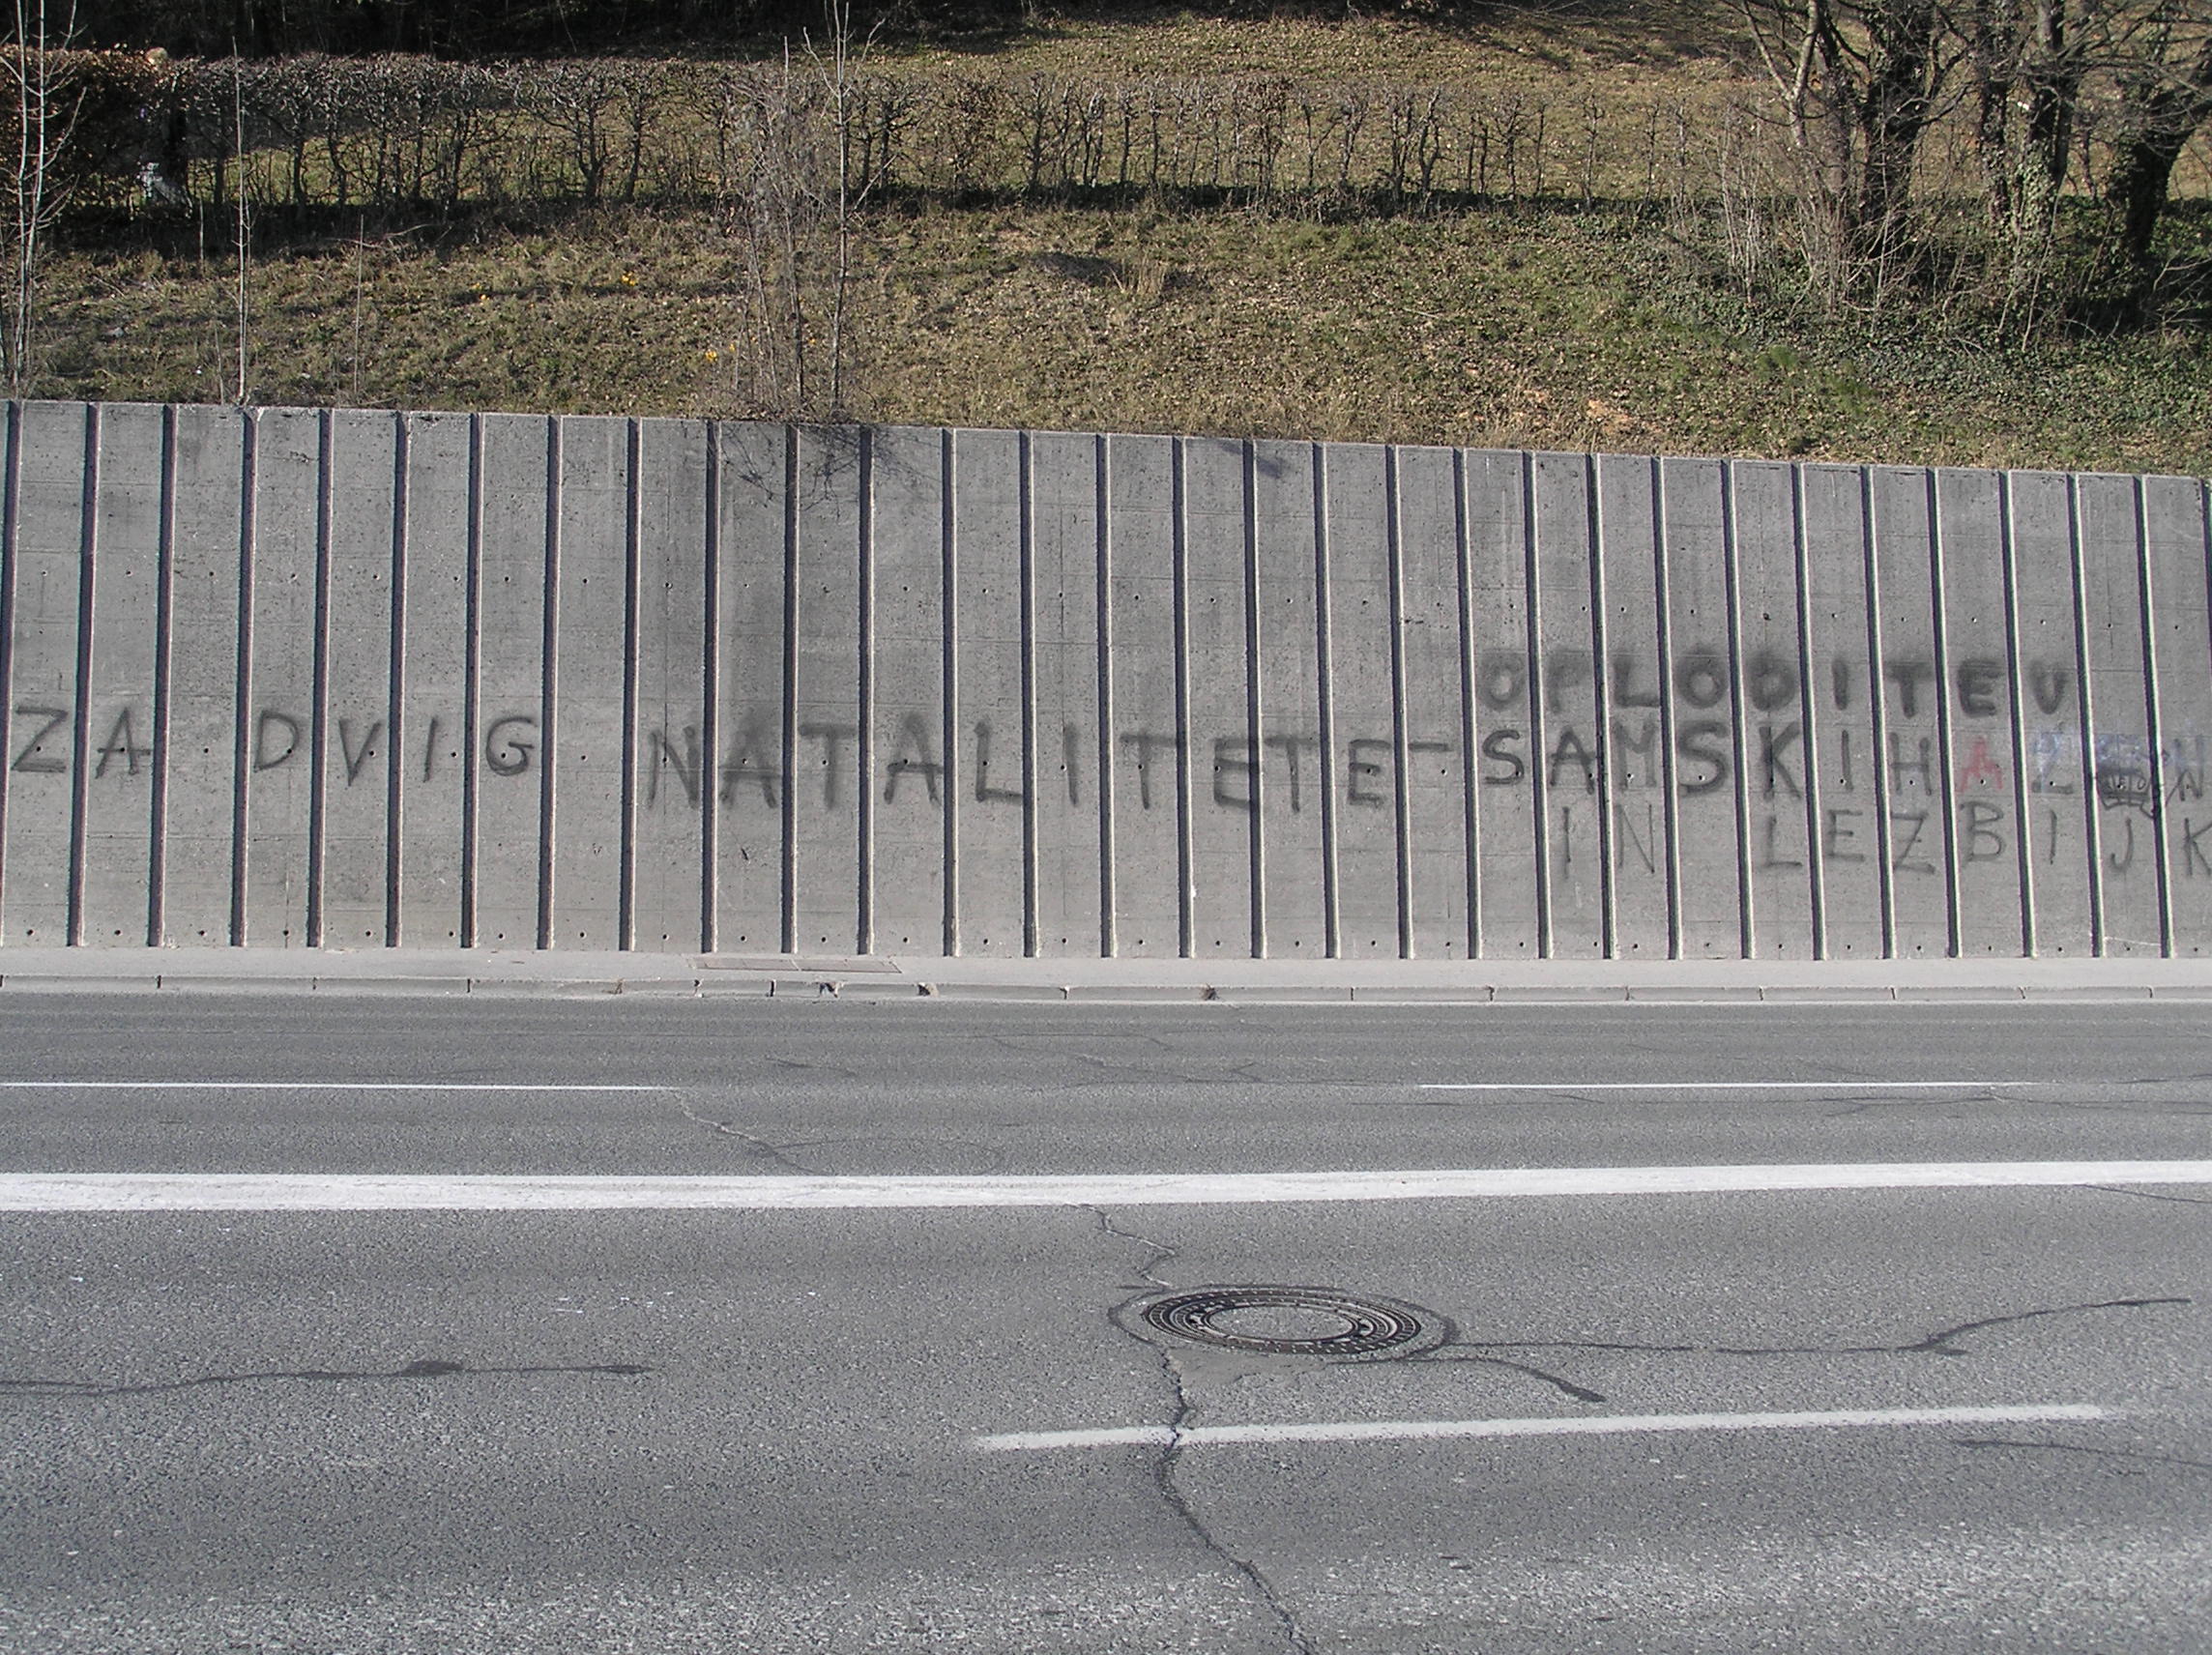 ZA DVIG NATALITETE-
OPLODITEV
SAMSKIH
IN LEZBIJK